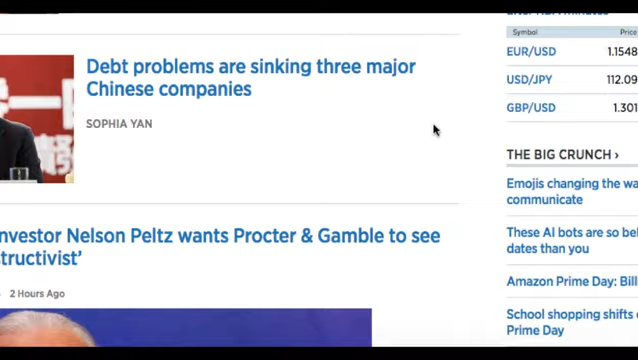 Debt problems are sinking three major
Chinese companies
SOPHIA YAN
Investor Nelson Peltz wants Procter & Gamble to see
2 Hours Ago
Symbol Price
EUR/USD 1.1548
USD/JPY 112.09
GBP/USD 1.301
THE BIG CRUNCH ›
Emojis changing the wa
communicate
These AI bots are so be
dates than you
Amazon Prime Day: Bill
School shopping shifts
Prime Day